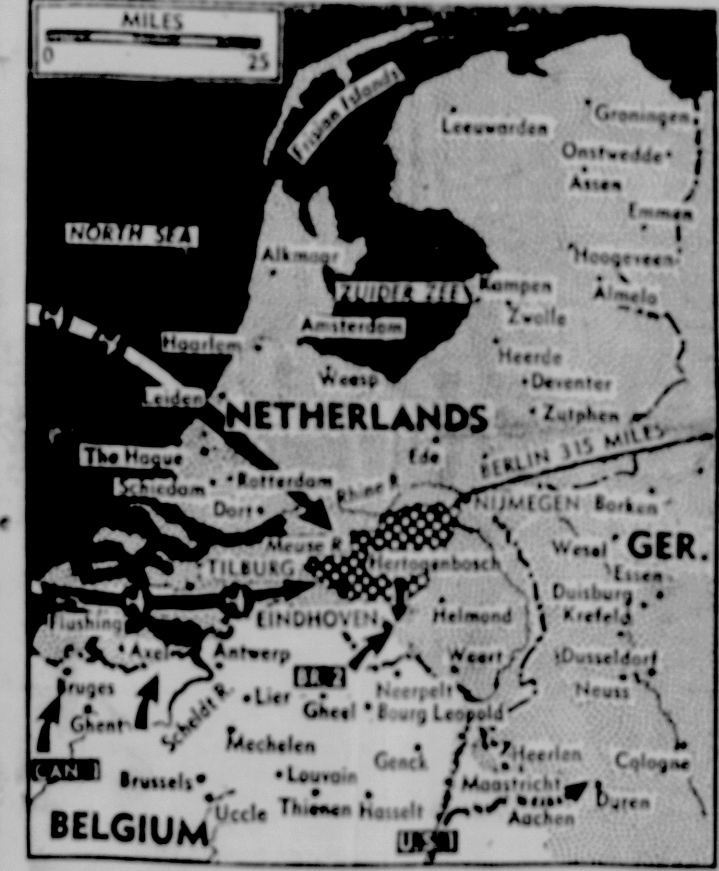 MILES
0 25
Frisian Islands
Leeuwarden
Groningen
Onstwedde
Assen
Emmen
NORTH SEA
Alkmaar
Hoogeveen
ZUIDER ZEE
Kampen
Almelo
Zwolle
Amsterdam
Haarlem
Heerde
Weesp
Deventer
Leiden
NETHERLANDS
Zutphen
The Hague
Ede
BERLIN 315 MILES
Schiedam
Rotterdam
Rhine R.
Dort
NIJMEGEN
Borken
Meuse R.
TILBURG
Hertogenbosch
Wesel
GER.
Essen
Duisburg
Flushing
EINDHOVEN
Helmond
Krefeld
Axel
Antwerp
Weert
Dusseldorf
BR. 2
Bruges
Scheldt R.
Lier
Neerpelt
Neuss
Ghent
Gheel
Bourg Leopold
Mechelen
Genck
Heerlen
Cologne
CAN 1
Brussels
Louvain
Maastricht
Uccle
Thienen
Hasselt
Aachen
Duren
BELGIUM
U.S. 1